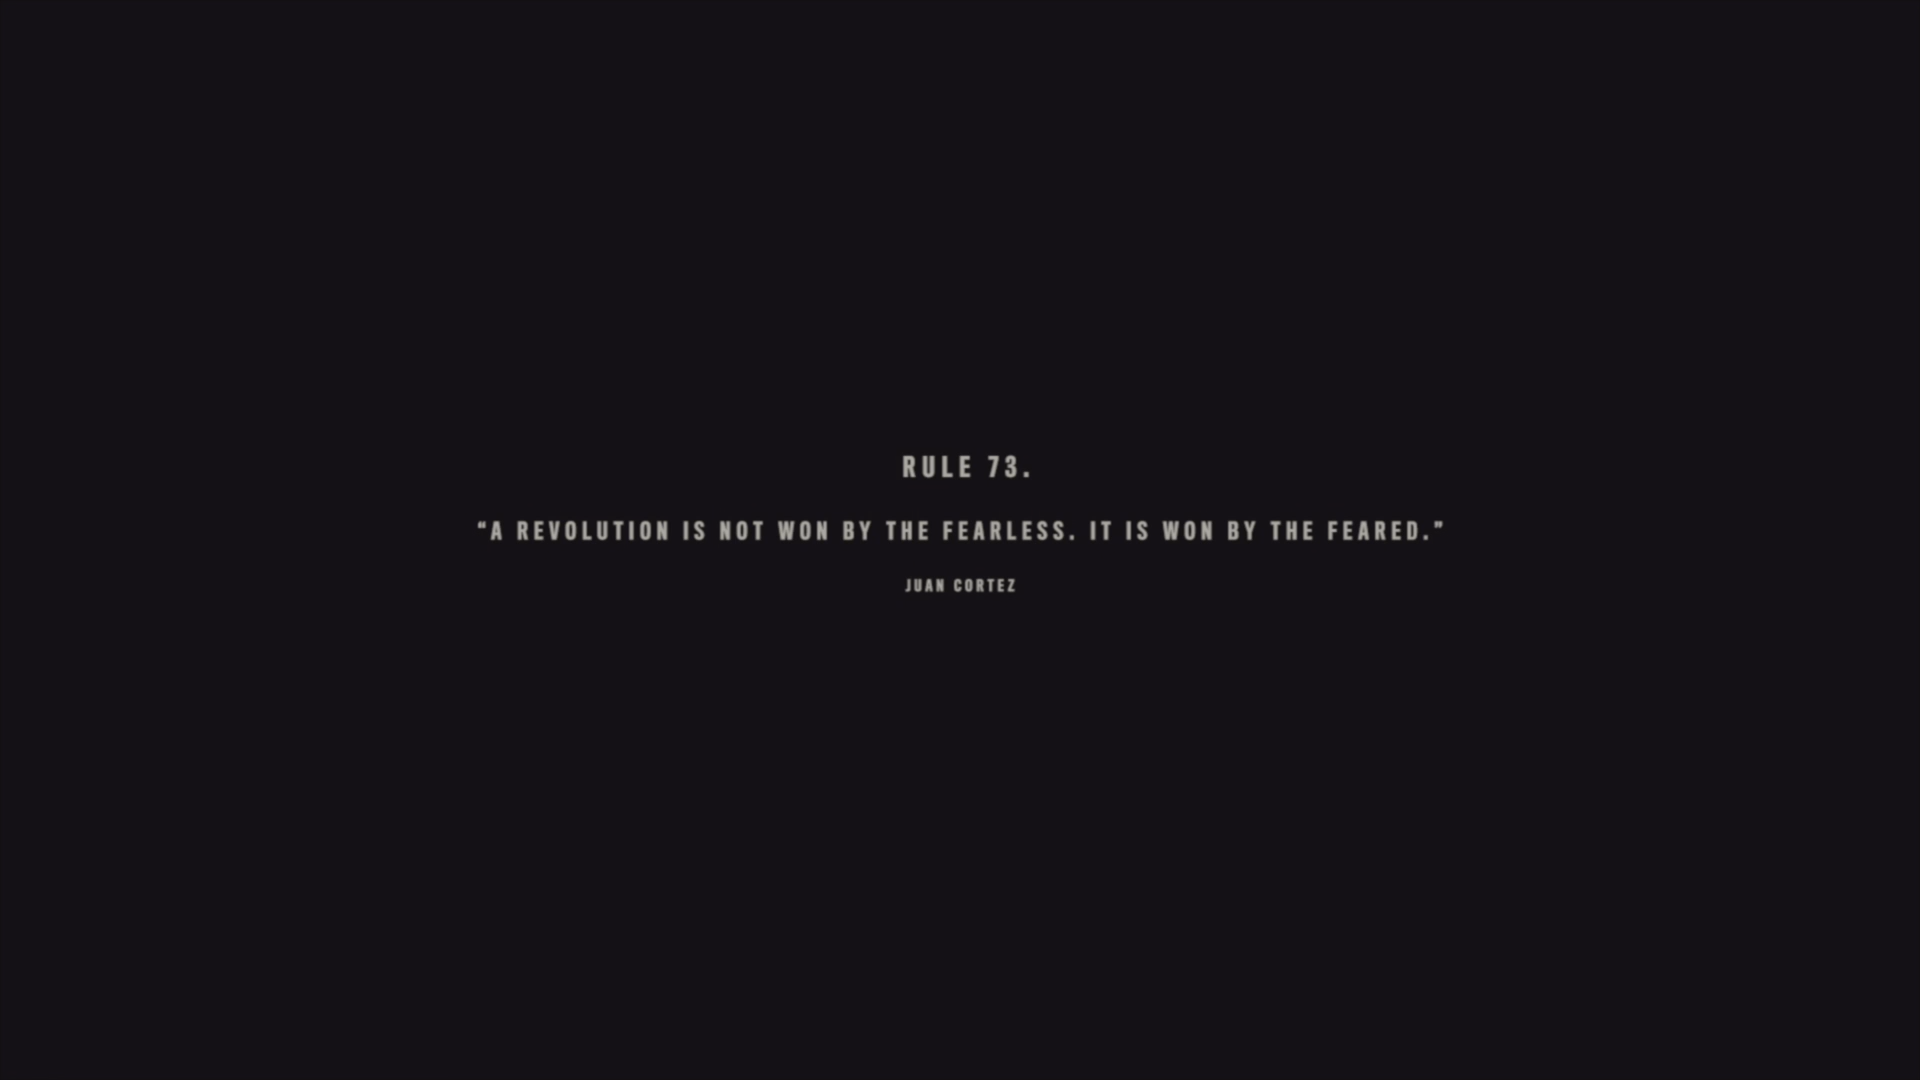 RULE 73.
“A REVOLUTION IS NOT WON BY THE FEARLESS. IT IS WON BY THE FEARED.”
JUAN CORTEZ